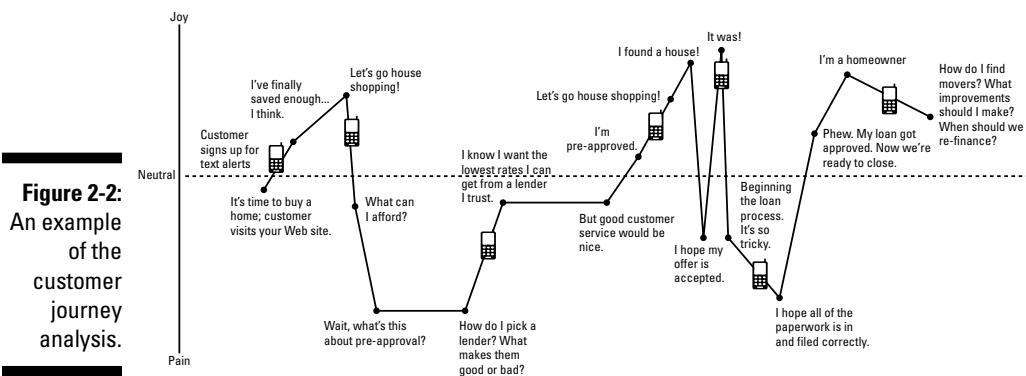 Figure 2-2:
An example
of the
customer
journey
analysis.
Joy
Neutral
Pain
Customer
signs up for
text alerts
It's time to buy a
home; customer
visits your Web site.
I've finally
saved enough...
I think.
Let's go house
shopping!
What can
I afford?
Wait, what's this
about pre-approval?
How do I pick a
lender? What
makes them
good or bad?
I know I want the
lowest rates I can
get from a lender
I trust.
But good customer
service would be
nice.
I'm
pre-approved.
Let's go house shopping!
I found a house!
I hope my
offer is
accepted.
It was!
Beginning
the loan
process.
It's so
tricky.
I hope all of the
paperwork is in
and filed correctly.
Phew. My loan got
approved. Now we're
ready to close.
I'm a homeowner
How do I find
movers? What
improvements
should I make?
When should we
re-finance?